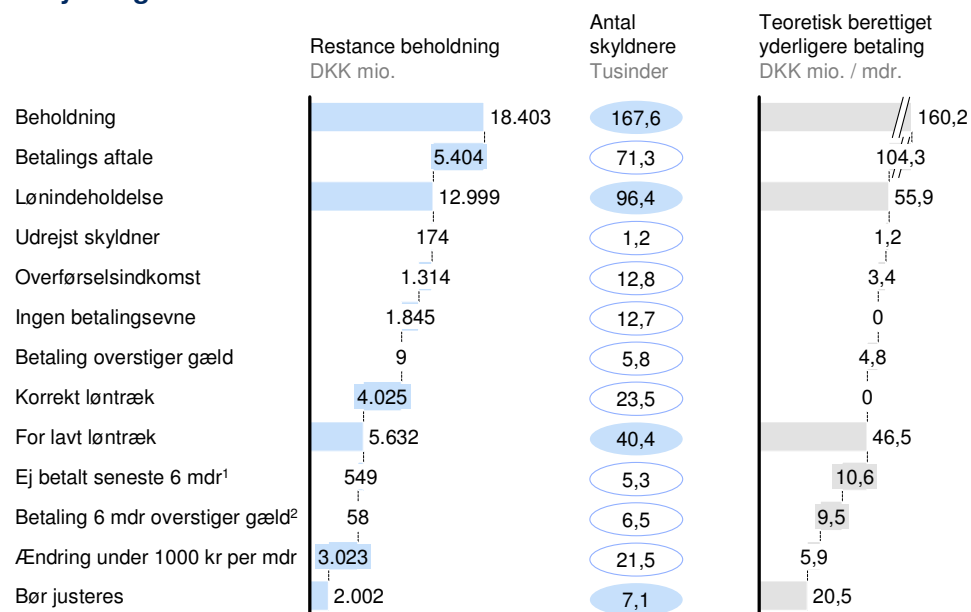 Restance beholdning
DKK mio.
Antal
skyldnere
Tusinder
Teoretisk berettiget
yderligere betaling
DKK mio. / mdr.
Beholdning 18.403 167,6 160,2
Betalings aftale 5.404 71,3 104,3
Lønindeholdelse 12.999 96,4 55,9
Udrejst skyldner 174 1,2 1,2
Overførselsindkomst 1.314 12,8 3,4
Ingen betalingsevne 1.845 12,7 0
Betaling overstiger gæld 9 5,8 4,8
Korrekt løntræk 4.025 23,5 0
For lavt løntræk 5.632 40,4 46,5
Ej betalt seneste 6 mdr¹ 549 5,3 10,6
Betaling 6 mdr overstiger gæld² 58 6,5 9,5
Ændring under 1000 kr per mdr 3.023 21,5 5,9
Bør justeres 2.002 7,1 20,5